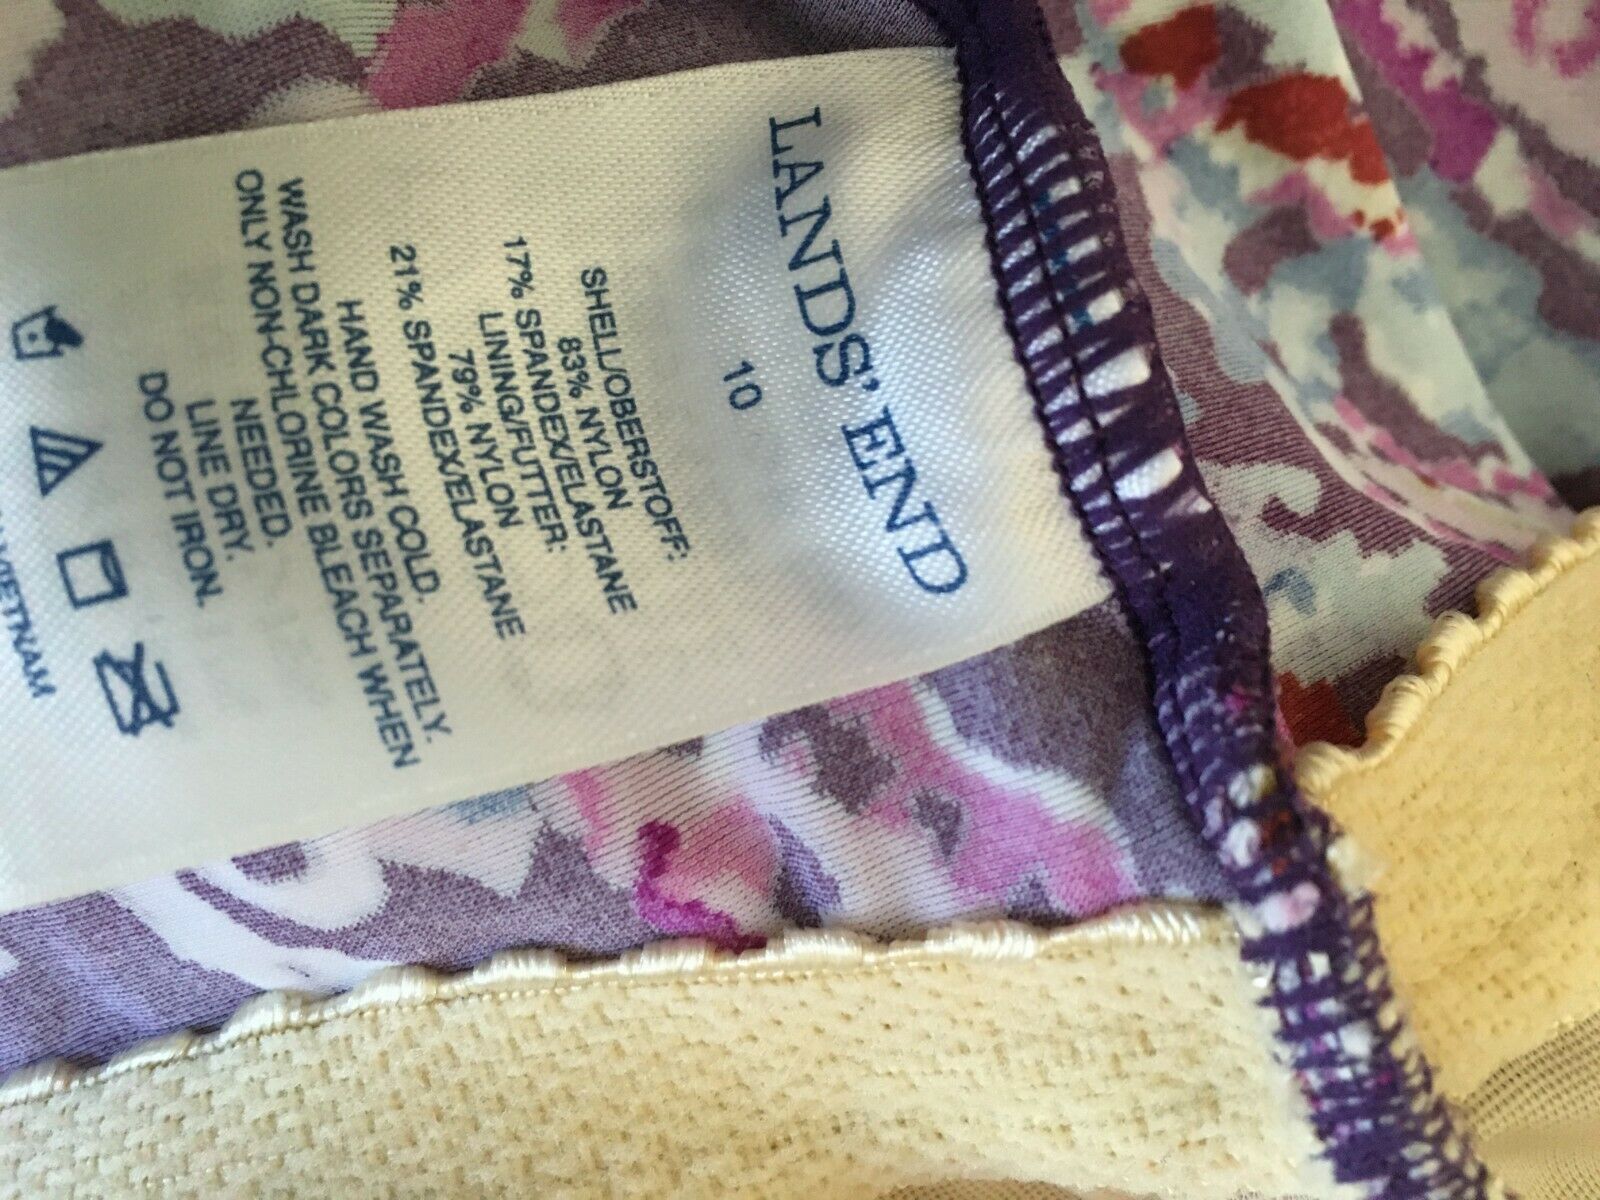 LANDS' END
10
SHELL/OBERSTOFF:
83% NYLON
17% SPANDEX/ELASTANE
LINING/FUTTER:
79% NYLON
21% SPANDEX/ELASTANE
HAND WASH COLD.
WASH DARK COLORS SEPARATELY.
ONLY NON-CHLORINE BLEACH WHEN
NEEDED.
LINE DRY.
DO NOT IRON.
VIETNAM